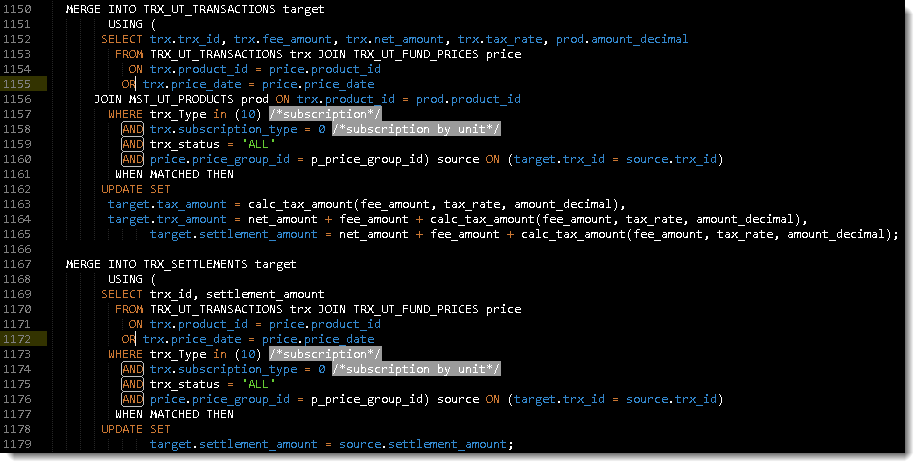 1150 MERGE INTO TRX_UT_TRANSACTIONS target
1151 USING (
1152 SELECT trx.trx_id, trx.fee_amount, trx.net_amount, trx.tax_rate, prod.amount_decimal
1153 FROM TRX_UT_TRANSACTIONS trx JOIN TRX_UT_FUND_PRICES price
1154 ON trx.product_id = price.product_id
1155 OR trx.price_date = price.price_date
1156 JOIN MST_UT_PRODUCTS prod ON trx.product_id = prod.product_id
1157 WHERE trx_Type in (10) /*subscription*/
1158 AND trx.subscription_type = 0 /*subscription by unit*/
1159 AND trx_status = 'ALL'
1160 AND price.price_group_id = p_price_group_id) source ON (target.trx_id = source.trx_id)
1161 WHEN MATCHED THEN
1162 UPDATE SET
1163 target.tax_amount = calc_tax_amount(fee_amount, tax_rate, amount_decimal),
1164 target.trx_amount = net_amount + fee_amount + calc_tax_amount(fee_amount, tax_rate, amount_decimal),
1165 target.settlement_amount = net_amount + fee_amount + calc_tax_amount(fee_amount, tax_rate, amount_decimal);
1166
1167 MERGE INTO TRX_SETTLEMENTS target
1168 USING (
1169 SELECT trx_id, settlement_amount
1170 FROM TRX_UT_TRANSACTIONS trx JOIN TRX_UT_FUND_PRICES price
1171 ON trx.product_id = price.product_id
1172 OR trx.price_date = price.price_date
1173 WHERE trx_Type in (10) /*subscription*/
1174 AND trx.subscription_type = 0 /*subscription by unit*/
1175 AND trx_status = 'ALL'
1176 AND price.price_group_id = p_price_group_id) source ON (target.trx_id = source.trx_id)
1177 WHEN MATCHED THEN
1178 UPDATE SET
1179 target.settlement_amount = source.settlement_amount;